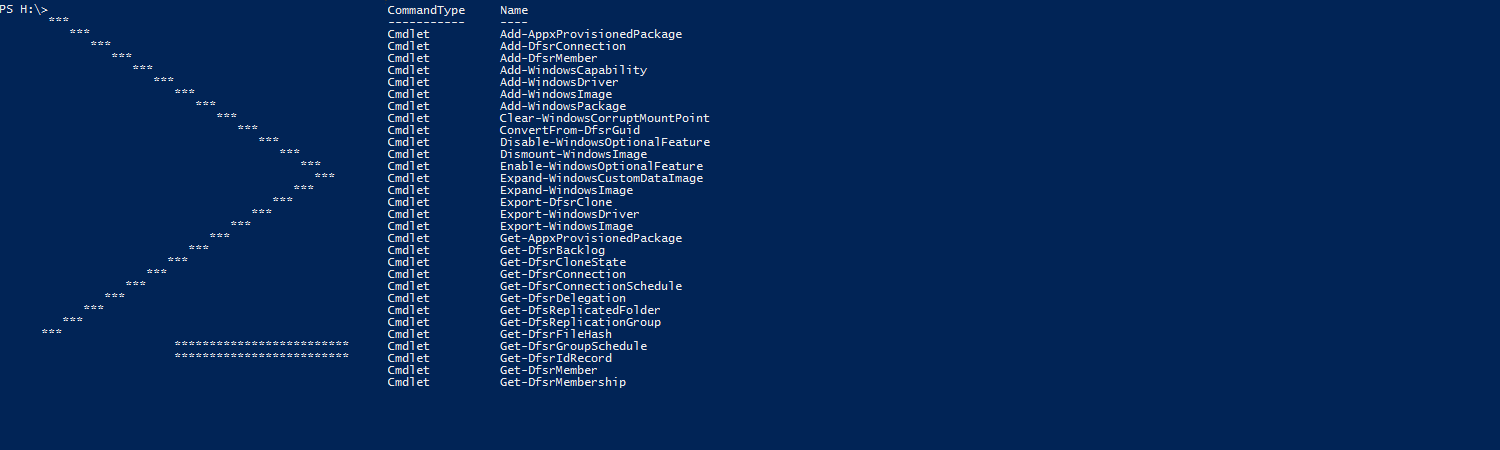 PS H:\>
CommandType Name
----------- ----
Cmdlet Add-AppxProvisionedPackage
Cmdlet Add-DfsrConnection
Cmdlet Add-DfsrMember
Cmdlet Add-WindowsCapability
Cmdlet Add-WindowsDriver
Cmdlet Add-WindowsImage
Cmdlet Add-WindowsPackage
Cmdlet Clear-WindowsCorruptMountPoint
Cmdlet ConvertFrom-DfsrGuid
Cmdlet Disable-WindowsOptionalFeature
Cmdlet Dismount-WindowsImage
Cmdlet Enable-WindowsOptionalFeature
Cmdlet Expand-WindowsCustomDataImage
Cmdlet Expand-WindowsImage
Cmdlet Export-DfsrClone
Cmdlet Export-WindowsDriver
Cmdlet Export-WindowsImage
Cmdlet Get-AppxProvisionedPackage
Cmdlet Get-DfsrBacklog
Cmdlet Get-DfsrCloneState
Cmdlet Get-DfsrConnection
Cmdlet Get-DfsrConnectionSchedule
Cmdlet Get-DfsrDelegation
Cmdlet Get-DfsReplicatedFolder
Cmdlet Get-DfsReplicationGroup
Cmdlet Get-DfsrFileHash
Cmdlet Get-DfsrGroupSchedule
Cmdlet Get-DfsrIdRecord
Cmdlet Get-DfsrMember
Cmdlet Get-DfsrMembership